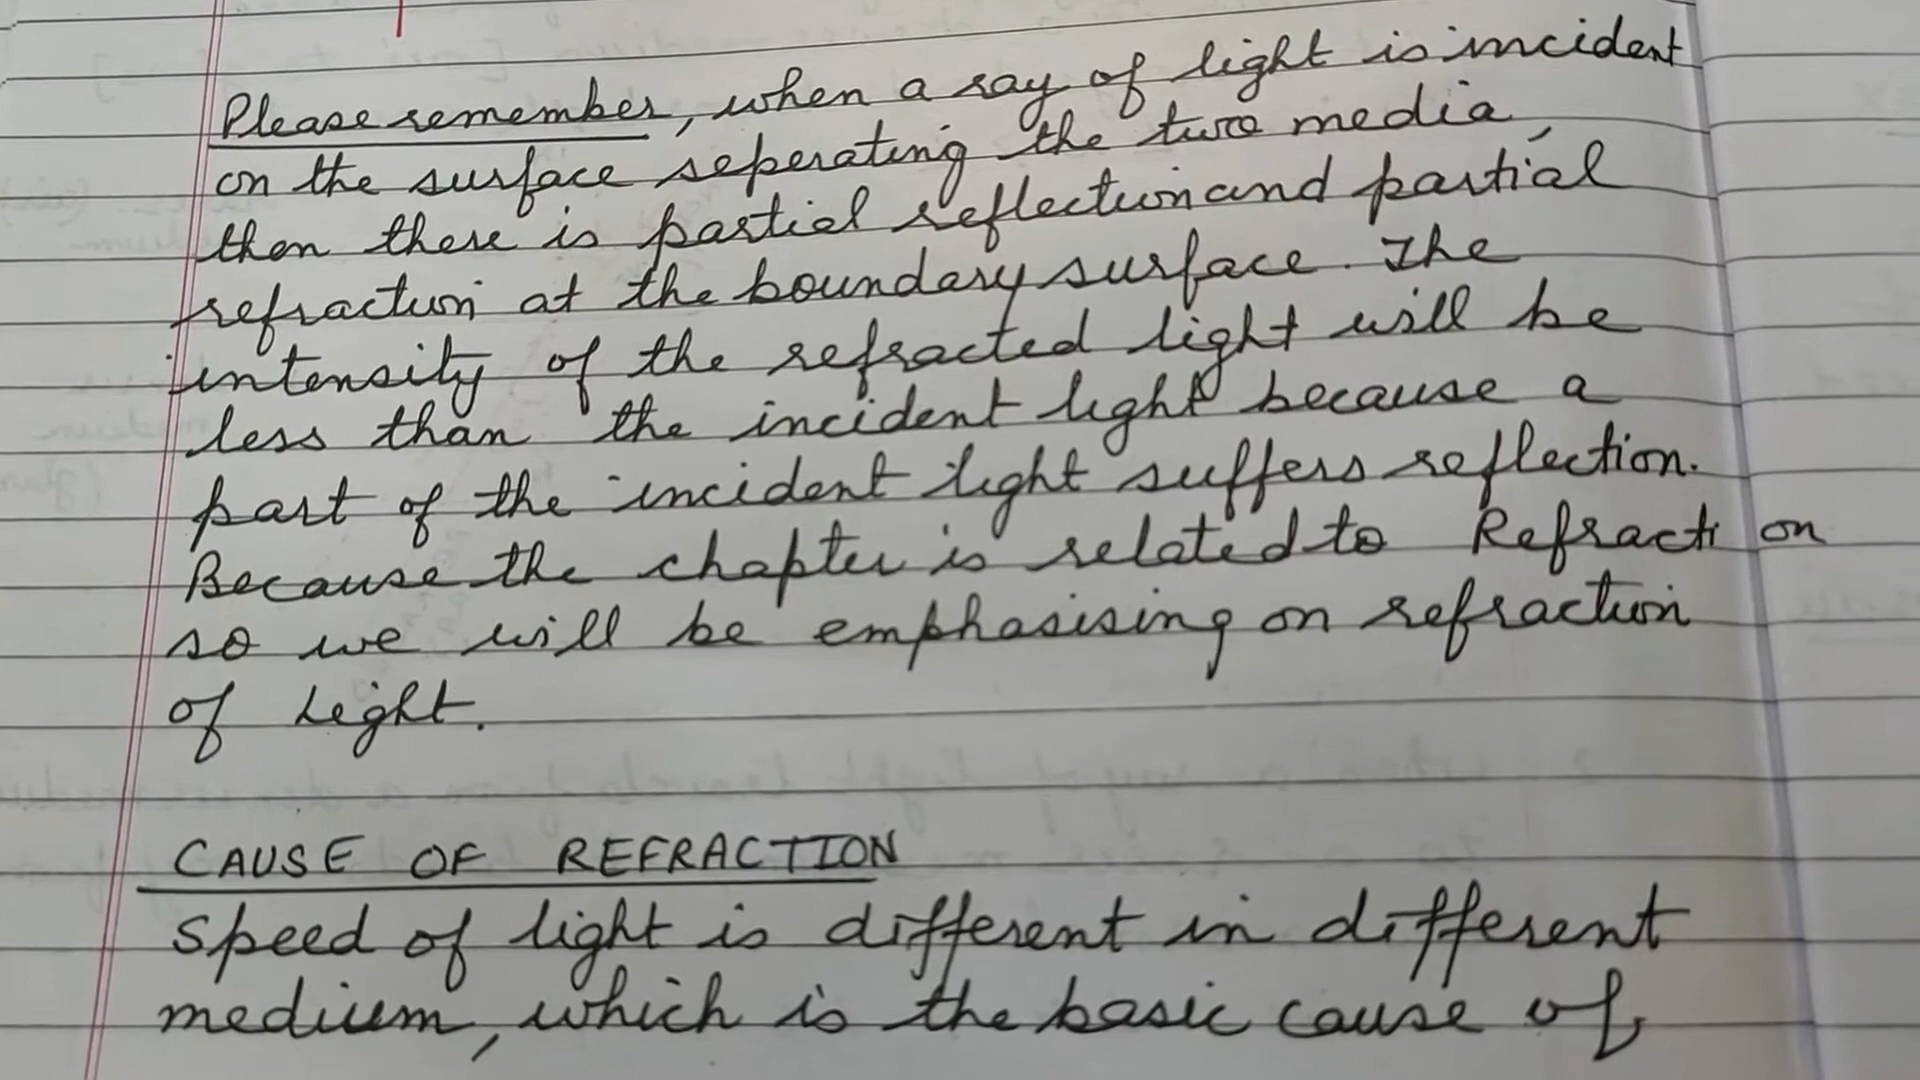 Please remember, when a ray of light is incident
on the surface seperating the two media,
then there is partial reflection and partial
refraction at the boundary surface. The
intensity of the refracted light will be
less than the incident light because a
part of the incident light suffers reflection.
Because the chapter is related to Refraction
so we will be emphasising on refraction
of light.
CAUSE OF REFRACTION
Speed of light is different in different
medium, which is the basic cause of